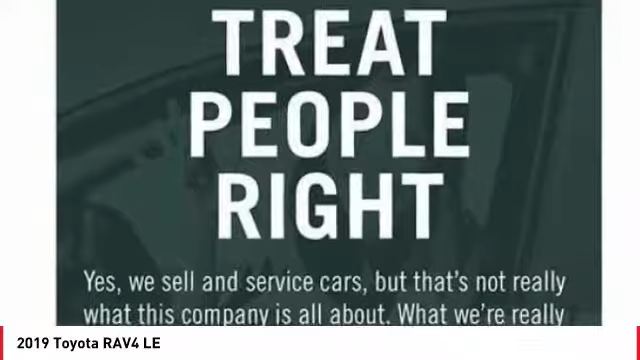 TREAT
PEOPLE
RIGHT
Yes, we sell and service cars, but that's not really
what this company is all about. What we're really
2019 Toyota RAV4 LE